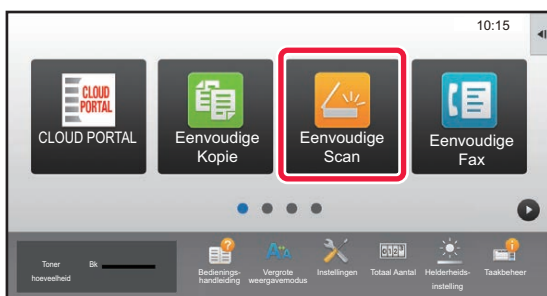 10:15
CLOUD
PORTAL
CLOUD PORTAL
Eenvoudige
Kopie
Eenvoudige
Scan
Eenvoudige
Fax
Toner
hoeveelheid
Bk
Bedienings-
handleiding
Vergrote
weergavemodus
Instellingen
Totaal Aantal
Helderheids-
instelling
Taakbeheer